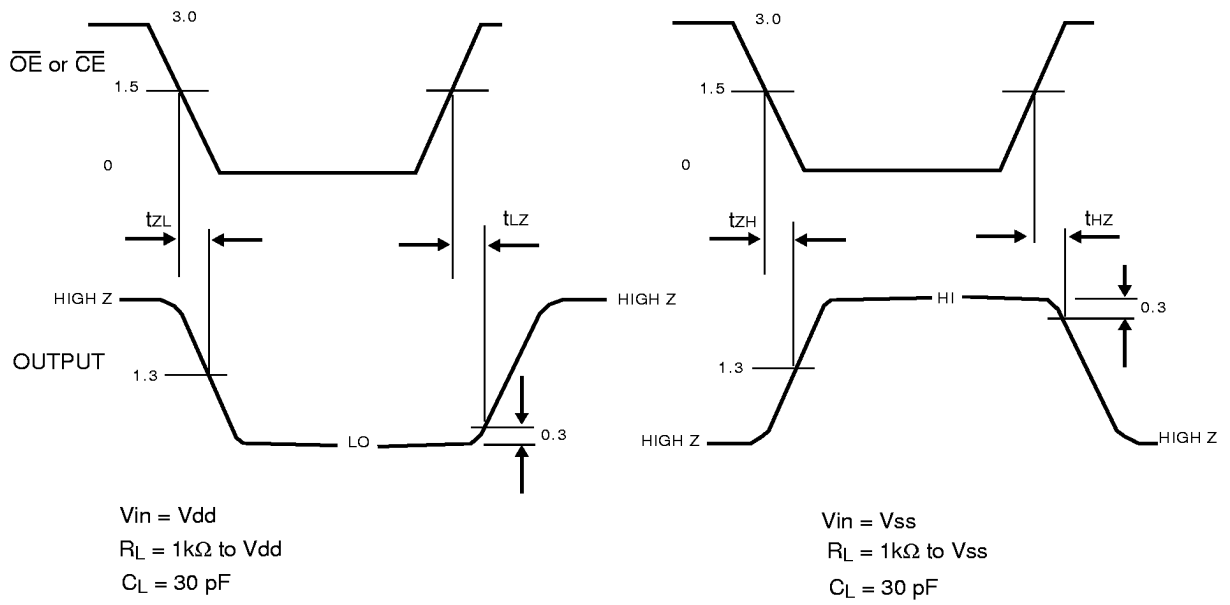 3.0
OE or CE
1.5
0
tZL
tLZ
HIGH Z
HIGH Z
OUTPUT
1.3
LO
0.3
Vin = Vdd
RL = 1kΩ to Vdd
CL = 30 pF
3.0
1.5
0
tZH
tHZ
HI
0.3
1.3
HIGH Z
HIGH Z
Vin = Vss
RL = 1kΩ to Vss
CL = 30 pF